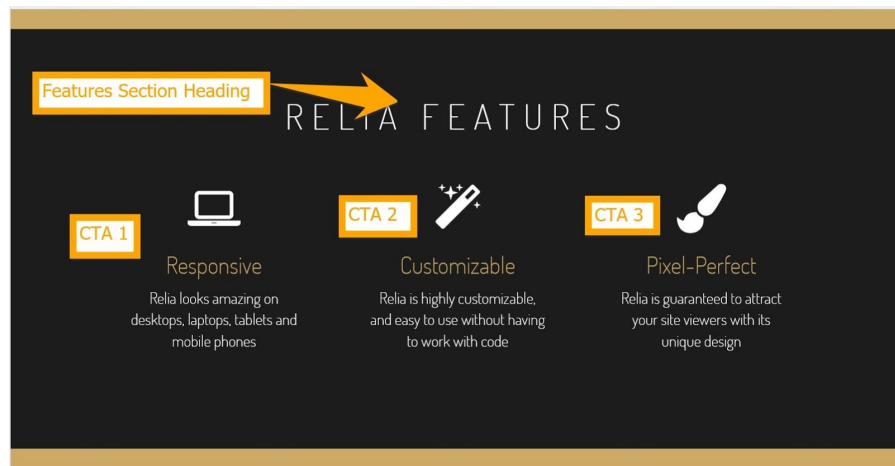 Features Section Heading
RELIA FEATURES
CTA 1
CTA 2
CTA 3
Responsive
Customizable
Pixel-Perfect
Relia looks amazing on
desktops, laptops, tablets and
mobile phones
Relia is highly customizable,
and easy to use without having
to work with code
Relia is guaranteed to attract
your site viewers with its
unique design